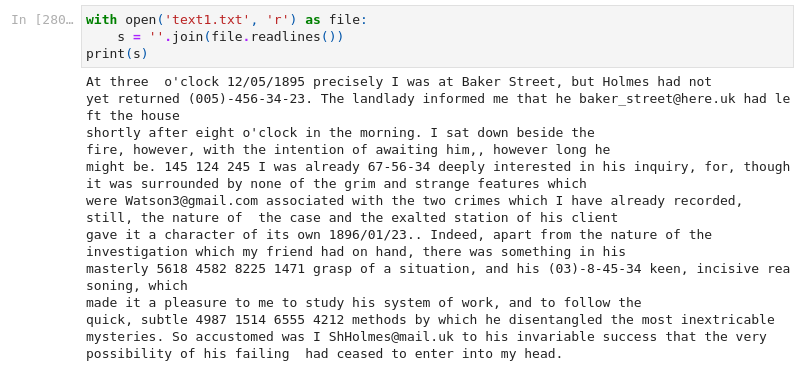 In [280…
with open('text1.txt', 'r') as file:
    s = ''.join(file.readlines())
print(s)
At three  o'clock 12/05/1895 precisely I was at Baker Street, but Holmes had not
yet returned (005)-456-34-23. The landlady informed me that he baker_street@here.uk had le
ft the house
shortly after eight o'clock in the morning. I sat down beside the
fire, however, with the intention of awaiting him,, however long he
might be. 145 124 245 I was already 67-56-34 deeply interested in his inquiry, for, though
it was surrounded by none of the grim and strange features which
were Watson3@gmail.com associated with the two crimes which I have already recorded,
still, the nature of  the case and the exalted station of his client
gave it a character of its own 1896/01/23.. Indeed, apart from the nature of the
investigation which my friend had on hand, there was something in his
masterly 5618 4582 8225 1471 grasp of a situation, and his (03)-8-45-34 keen, incisive rea
soning, which
made it a pleasure to me to study his system of work, and to follow the
quick, subtle 4987 1514 6555 4212 methods by which he disentangled the most inextricable
mysteries. So accustomed was I ShHolmes@mail.uk to his invariable success that the very
possibility of his failing  had ceased to enter into my head.